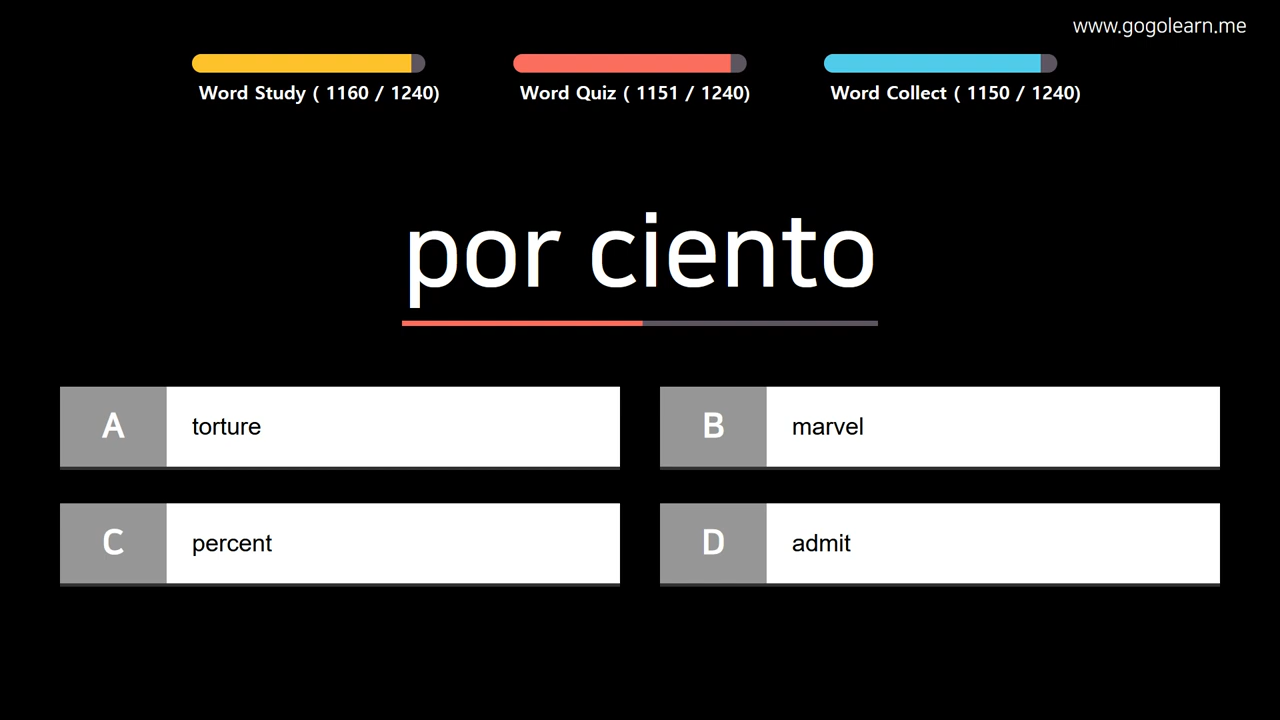 www.gogolearn.me
Word Study ( 1160 / 1240)
Word Quiz ( 1151 / 1240)
Word Collect ( 1150 / 1240)
por ciento
A torture
B marvel
C percent
D admit